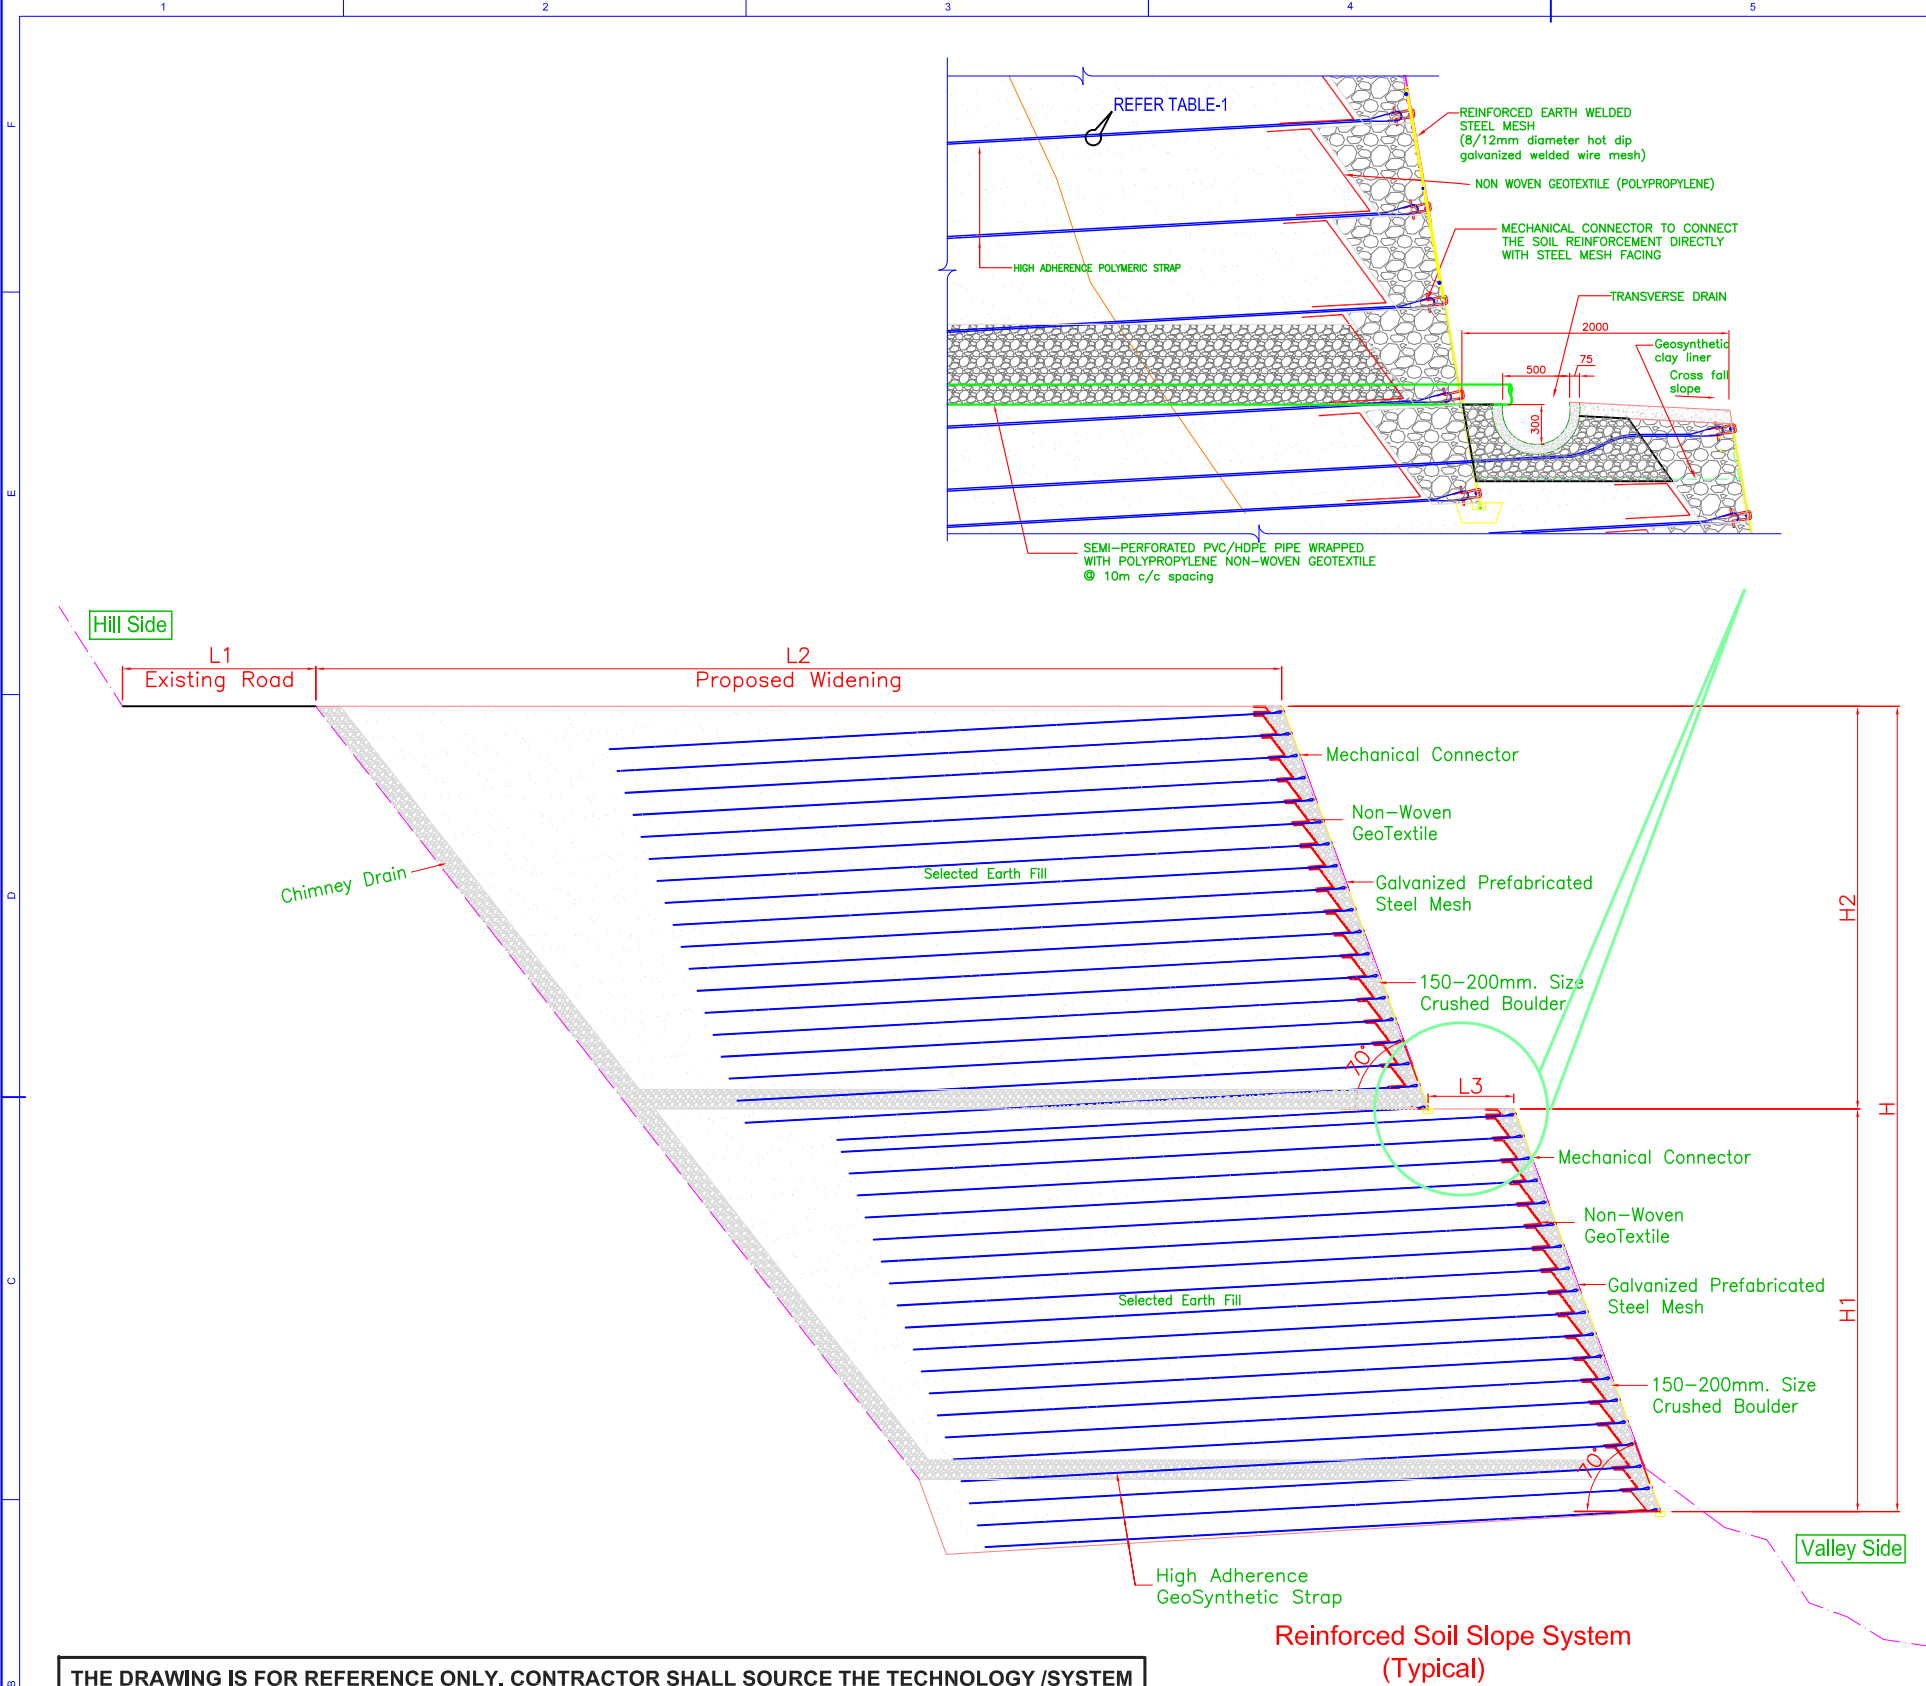 1
2
3
4
5
F
E
D
C
B
REFER TABLE-1
REINFORCED EARTH WELDED
STEEL MESH
(8/12mm diameter hot dip
galvanized welded wire mesh)
NON WOVEN GEOTEXTILE (POLYPROPYLENE)
MECHANICAL CONNECTOR TO CONNECT
THE SOIL REINFORCEMENT DIRECTLY
WITH STEEL MESH FACING
HIGH ADHERENCE POLYMERIC STRAP
TRANSVERSE DRAIN
2000
Geosynthetic
clay liner
75
500
Cross fall
slope
300
SEMI-PERFORATED PVC/HDPE PIPE WRAPPED
WITH POLYPROPYLENE NON-WOVEN GEOTEXTILE
@ 10m c/c spacing
Hill Side
L1
Existing Road
L2
Proposed Widening
Mechanical Connector
Non-Woven
GeoTextile
Chimney Drain
Selected Earth Fill
Galvanized Prefabricated
Steel Mesh
H2
150-200mm. Size
Crushed Boulder
70°
L3
H
Mechanical Connector
Non-Woven
GeoTextile
Selected Earth Fill
Galvanized Prefabricated
Steel Mesh
H1
150-200mm. Size
Crushed Boulder
70°
Valley Side
High Adherence
GeoSynthetic Strap
Reinforced Soil Slope System
(Typical)
THE DRAWING IS FOR REFERENCE ONLY. CONTRACTOR SHALL SOURCE THE TECHNOLOGY /SYSTEM